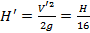 H' = V'²/2g = H/16